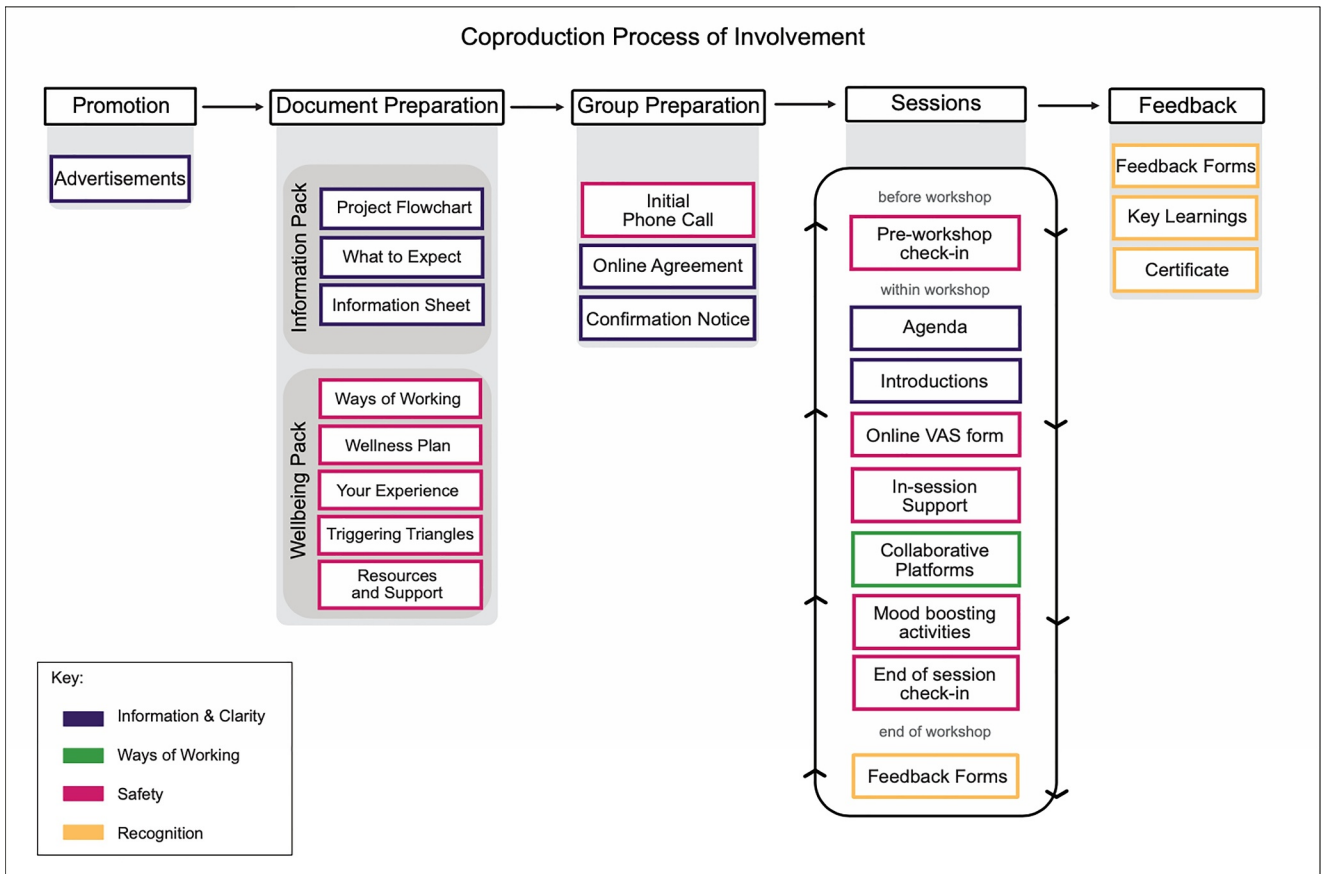 Coproduction Process of Involvement
Promotion
Advertisements
Document Preparation
Information Pack
Project Flowchart
What to Expect
Information Sheet
Wellbeing Pack
Ways of Working
Wellness Plan
Your Experience
Triggering Triangles
Resources
and Support
Group Preparation
Initial
Phone Call
Online Agreement
Confirmation Notice
Sessions
before workshop
Pre-workshop
check-in
within workshop
Agenda
Introductions
Online VAS form
In-session
Support
Collaborative
Platforms
Mood boosting
activities
End of session
check-in
end of workshop
Feedback Forms
Feedback
Feedback Forms
Key Learnings
Certificate
Key:
Information & Clarity
Ways of Working
Safety
Recognition